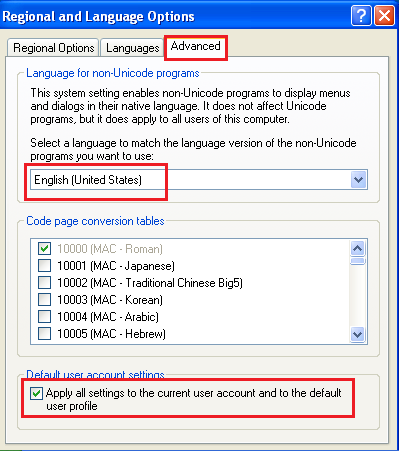 Regional and Language Options
Regional Options Languages Advanced
Language for non-Unicode programs
This system setting enables non-Unicode programs to display menus
and dialogs in their native language. It does not affect Unicode
programs, but it does apply to all users of this computer.
Select a language to match the language version of the non-Unicode
programs you want to use:
English (United States)
Code page conversion tables
10000 (MAC - Roman)
10001 (MAC - Japanese)
10002 (MAC - Traditional Chinese Big5)
10003 (MAC - Korean)
10004 (MAC - Arabic)
10005 (MAC - Hebrew)
Default user account settings
Apply all settings to the current user account and to the default
user profile